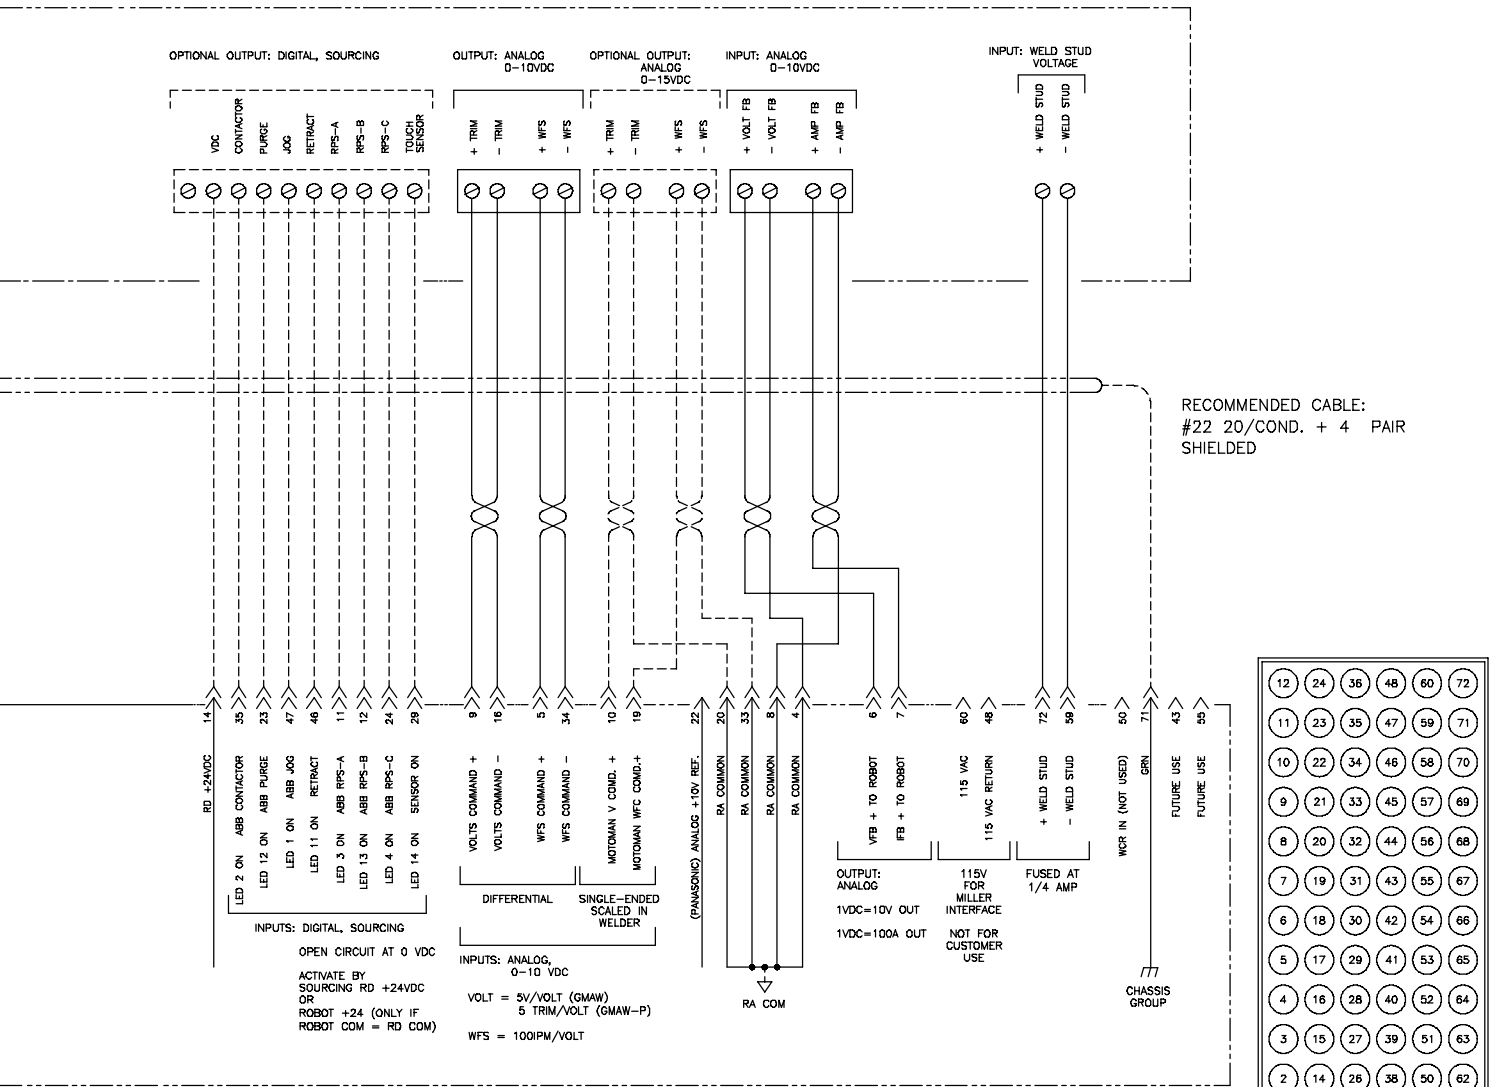 OPTIONAL OUTPUT: DIGITAL, SOURCING
OUTPUT: ANALOG
0-10VDC
OPTIONAL OUTPUT:
ANALOG
0-15VDC
INPUT: ANALOG
0-10VDC
INPUT: WELD STUD
VOLTAGE
VDC
CONTACTOR
PURGE
JOG
RETRACT
RPS-A
RPS-B
RPS-C
TOUCH
SENSOR
+ TRIM
- TRIM
+ WFS
- WFS
+ TRIM
- TRIM
+ WFS
- WFS
+ VOLT FB
- VOLT FB
+ AMP FB
- AMP FB
+ WELD STUD
- WELD STUD
RECOMMENDED CABLE:
#22 20/COND. + 4 PAIR
SHIELDED
14
35
23
47
46
11
12
24
29
9
16
5
34
10
19
22
20
33
8
4
6
7
60
48
72
59
50
71
43
55
RD +24VDC
LED 2 ON ABB CONTACTOR
LED 12 ON ABB PURGE
LED 1 ON ABB JOG
LED 11 ON RETRACT
LED 3 ON ABB RPS-A
LED 13 ON ABB RPS-B
LED 4 ON ABB RPS-C
LED 14 ON SENSOR ON
VOLTS COMMAND +
VOLTS COMMAND -
WFS COMMAND +
WFS COMMAND -
MOTOMAN V COMD. +
MOTOMAN WFC COMD.+
(PANASONIC) ANALOG +10V REF.
RA COMMON
RA COMMON
RA COMMON
RA COMMON
VFB + TO ROBOT
IFB + TO ROBOT
115 VAC
115 VAC RETURN
+ WELD STUD
- WELD STUD
WCR IN (NOT USED)
GRN
FUTURE USE
FUTURE USE
INPUTS: DIGITAL, SOURCING
OPEN CIRCUIT AT 0 VDC
ACTIVATE BY
SOURCING RD +24VDC
OR
ROBOT +24 (ONLY IF
ROBOT COM = RD COM)
DIFFERENTIAL
SINGLE-ENDED
SCALED IN
WELDER
INPUTS: ANALOG,
0-10 VDC
VOLT = 5V/VOLT (GMAW)
5 TRIM/VOLT (GMAW-P)
WFS = 100IPM/VOLT
RA COM
OUTPUT:
ANALOG
1VDC=10V OUT
1VDC=100A OUT
115V
FOR
MILLER
INTERFACE
NOT FOR
CUSTOMER
USE
FUSED AT
1/4 AMP
CHASSIS
GROUP
12 24 36 48 60 72
11 23 35 47 59 71
10 22 34 46 58 70
9 21 33 45 57 69
8 20 32 44 56 68
7 19 31 43 55 67
6 18 30 42 54 66
5 17 29 41 53 65
4 16 28 40 52 64
3 15 27 39 51 63
2 14 26 38 50 62